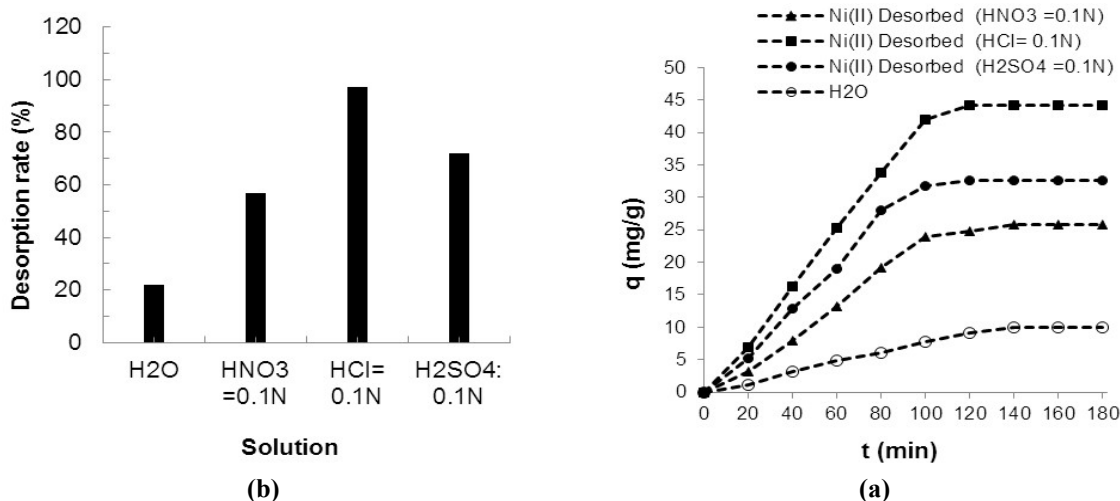 120
100
80
60
40
20
0
Desorption rate (%)
H2O
HNO3
=0.1N
HCl=
0.1N
H2SO4:
0.1N
Solution
(b)
Ni(II) Desorbed (HNO3 =0.1N)
Ni(II) Desorbed (HCl= 0.1N)
Ni(II) Desorbed (H2SO4 =0.1N)
H2O
50
45
40
35
30
25
20
15
10
5
0
q (mg/g)
0 20 40 60 80 100 120 140 160 180
t (min)
(a)